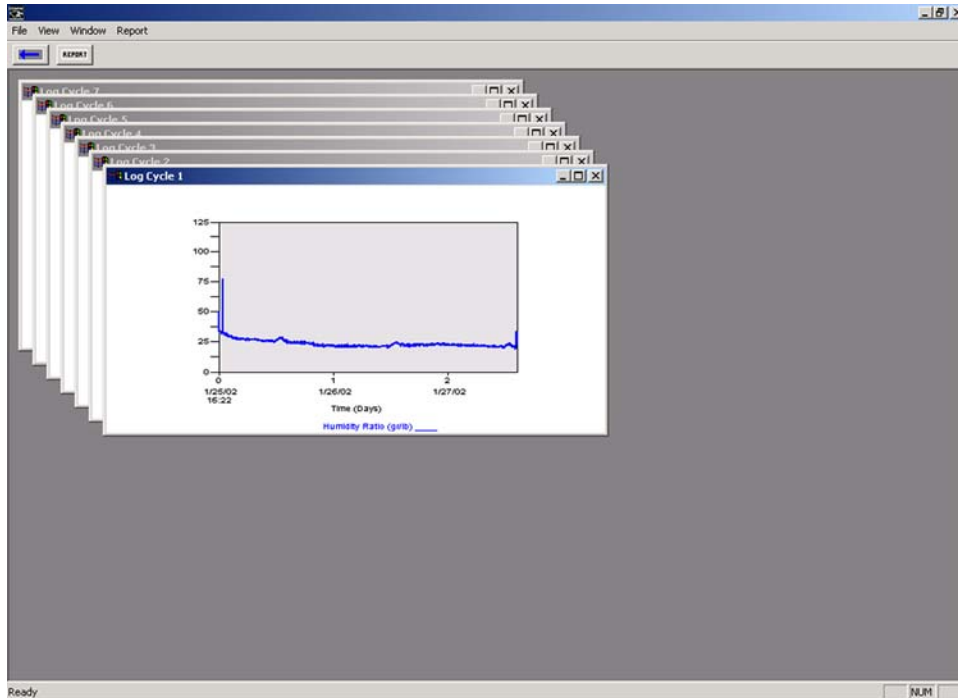 File View Window Report
REPORT
Log Cycle 7
Log Cycle 6
Log Cycle 5
Log Cycle 4
Log Cycle 3
Log Cycle 2
Log Cycle 1
125
100
75
50
25
0
0 1 2
1/25/02 1/26/02 1/27/02
16:22
Time (Days)
Humidity Ratio (gr/lb)
Ready NUM